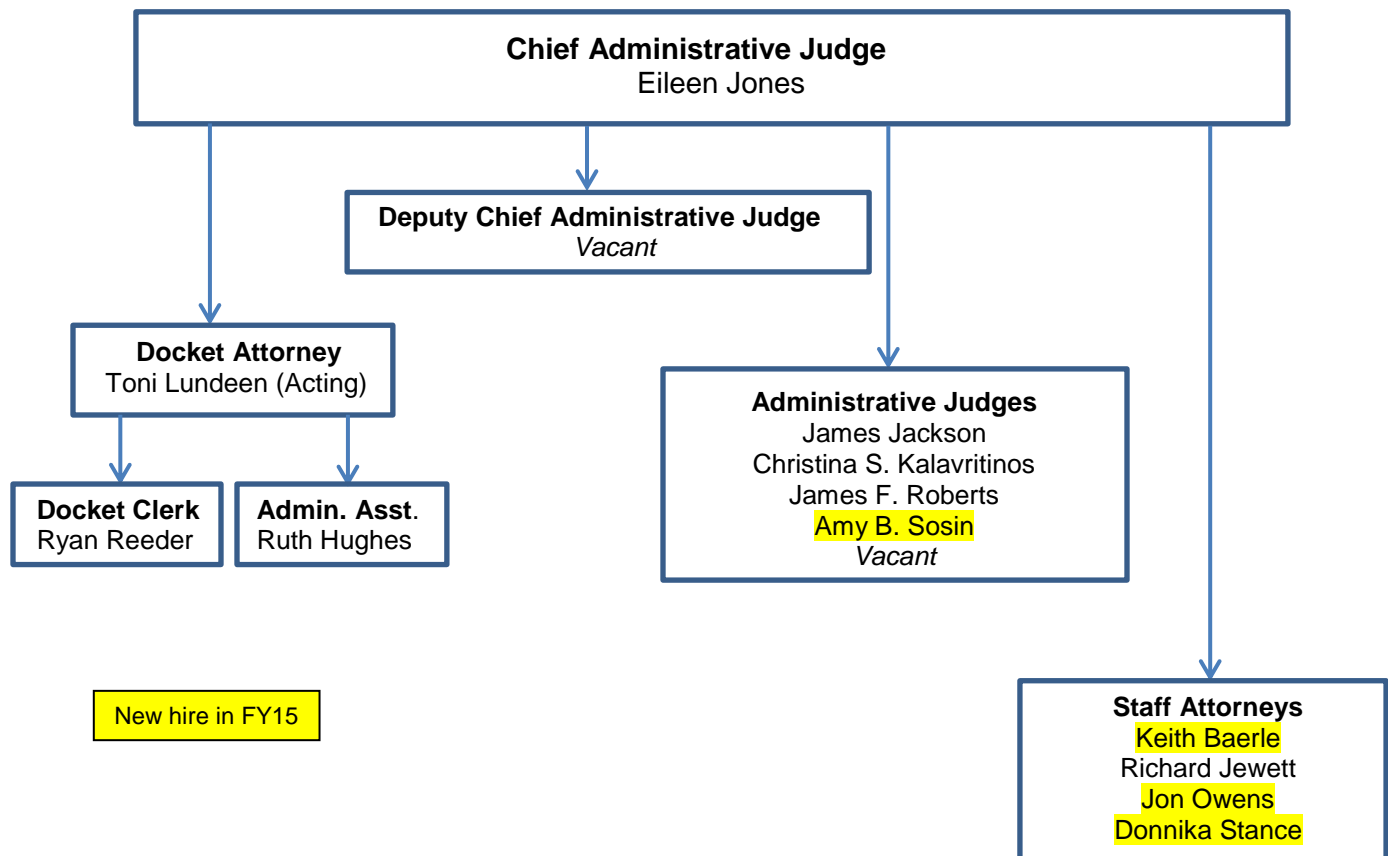 Chief Administrative Judge
Eileen Jones
Deputy Chief Administrative Judge
Vacant
Docket Attorney
Toni Lundeen (Acting)
Docket Clerk
Ryan Reeder
Admin. Asst.
Ruth Hughes
Administrative Judges
James Jackson
Christina S. Kalavritinos
James F. Roberts
Amy B. Sosin
Vacant
New hire in FY15
Staff Attorneys
Keith Baerle
Richard Jewett
Jon Owens
Donnika Stance